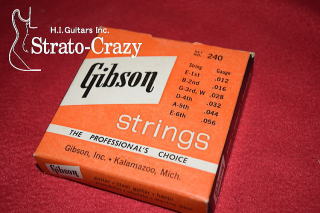 H.I. Guitars Inc.
Strato-Crazy
SET NO. 240
Gibson
String Gauge
E-1st .012
B-2nd .016
G-3rd, W .028
D-4th .032
A-5th .044
E-6th .056
strings
THE PROFESSIONAL'S CHOICE
Gibson, Inc. • Kalamazoo, Mich.